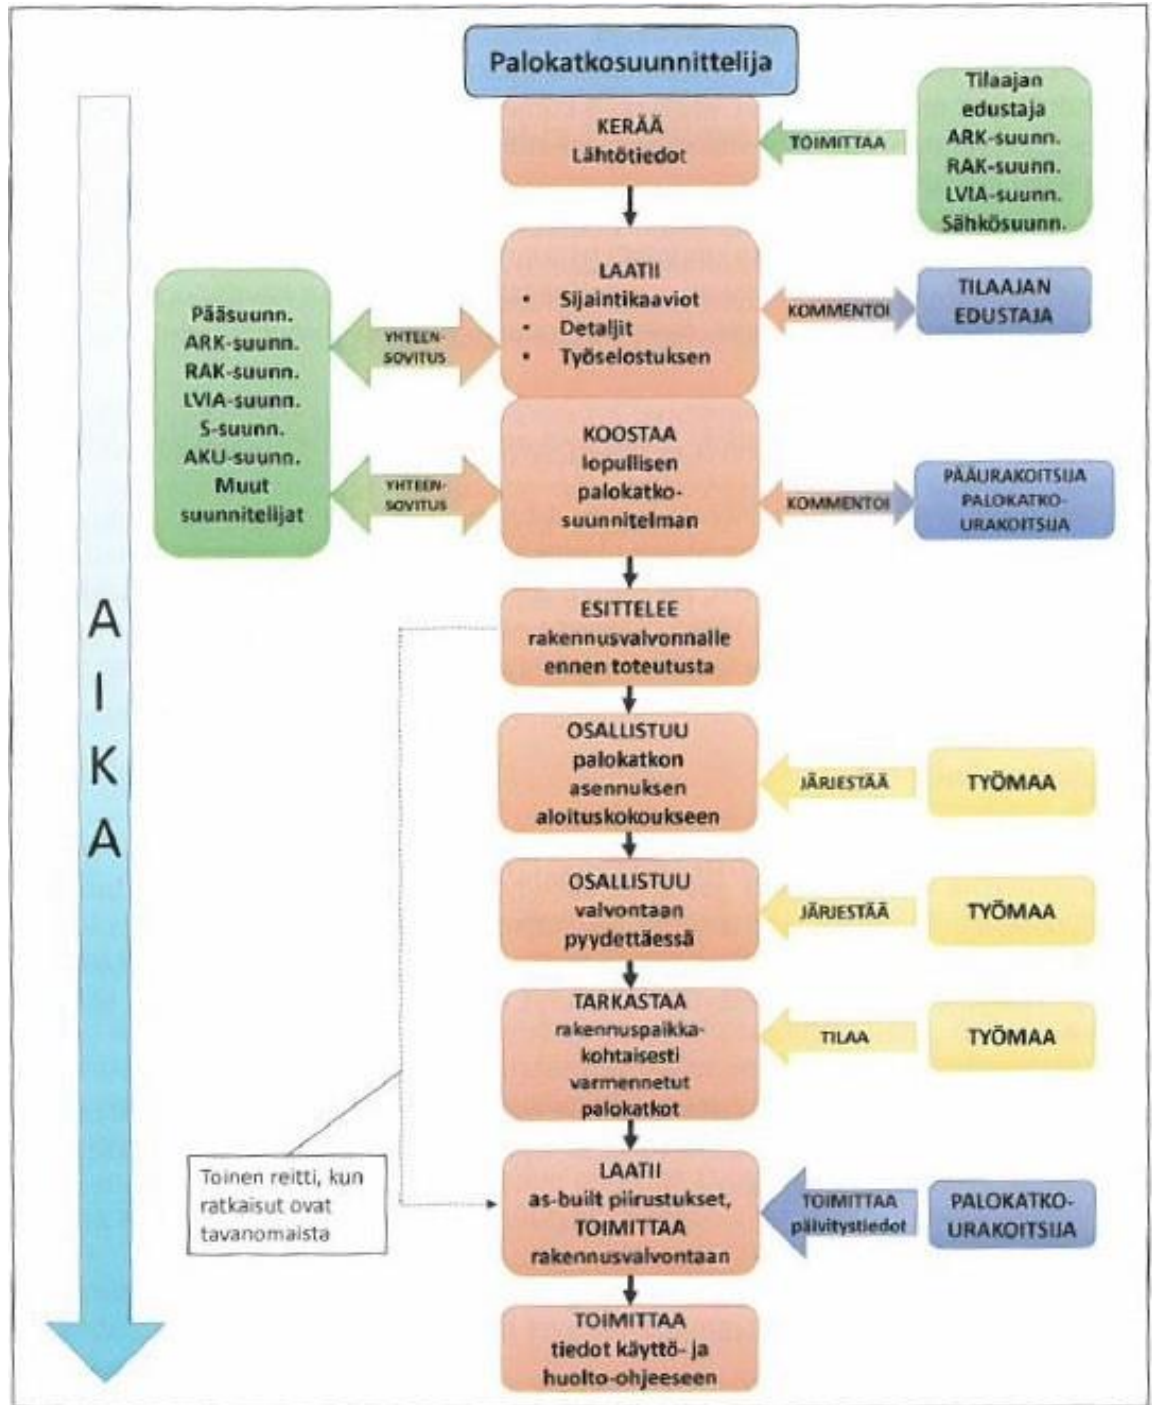 Palokatkosuunnittelija
KERÄÄ
Lähtötiedot
TOIMITTAA
Tilaajan
edustaja
ARK-suunn.
RAK-suunn.
LVIA-suunn.
Sähkösuunn.
LAATII
• Sijaintikaaviot
• Detaljit
• Työselostuksen
KOMMENTOI
TILAAJAN
EDUSTAJA
Pääsuunn.
ARK-suunn.
RAK-suunn.
LVIA-suunn.
S-suunn.
AKU-suunn.
Muut
suunnitelijat
YHTEEN-
SOVITUS
YHTEEN-
SOVITUS
KOOSTAA
lopullisen
palokatko-
suunnitelman
KOMMENTOI
PÄÄURAKOITSIJA
PALOKATKO-
URAKOITSIJA
ESITTELEE
rakennusvalvonnalle
ennen toteutusta
OSALLISTUU
palokatkon
asennuksen
aloituskokoukseen
JÄRJESTÄÄ
TYÖMAA
OSALLISTUU
valvontaan
pyydettäessä
JÄRJESTÄÄ
TYÖMAA
TARKASTAA
rakennuspaikka-
kohtaisesti
varmennetut
palokatkot
TILAA
TYÖMAA
Toinen reitti, kun
ratkaisut ovat
tavanomaista
LAATII
as-built piirustukset,
TOIMITTAA
rakennusvalvontaan
TOIMITTAA
päivitystiedot
PALOKATKO-
URAKOITSIJA
TOIMITTAA
tiedot käyttö- ja
huolto-ohjeeseen
A
I
K
A